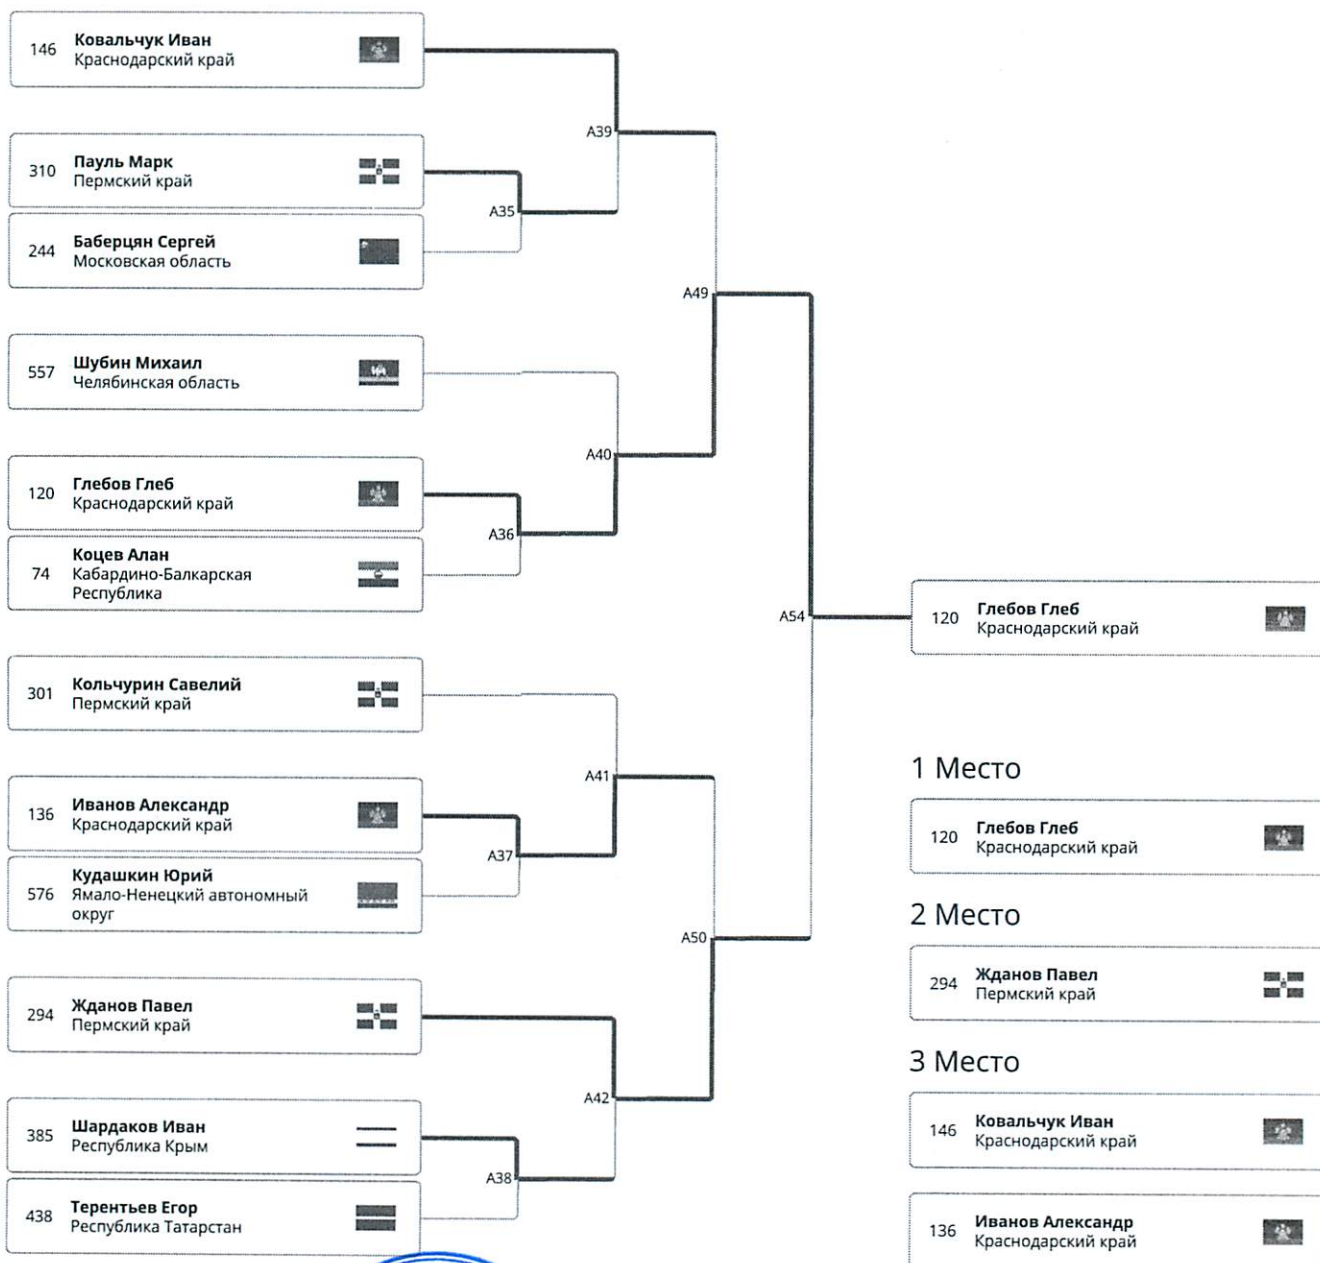 146 Ковальчук Иван
Краснодарский край
A39
310 Пауль Марк
Пермский край
A35
244 Баберцян Сергей
Московская область
A49
557 Шубин Михаил
Челябинская область
A40
120 Глебов Глеб
Краснодарский край
A36
74 Коцев Алан
Кабардино-Балкарская
Республика
A54
120 Глебов Глеб
Краснодарский край
301 Кольчурин Савелий
Пермский край
A41
136 Иванов Александр
Краснодарский край
A37
576 Кудашкин Юрий
Ямало-Ненецкий автономный
округ
A50
294 Жданов Павел
Пермский край
A42
385 Шардаков Иван
Республика Крым
A38
438 Терентьев Егор
Республика Татарстан
1 Место
120 Глебов Глеб
Краснодарский край
2 Место
294 Жданов Павел
Пермский край
3 Место
146 Ковальчук Иван
Краснодарский край
136 Иванов Александр
Краснодарский край